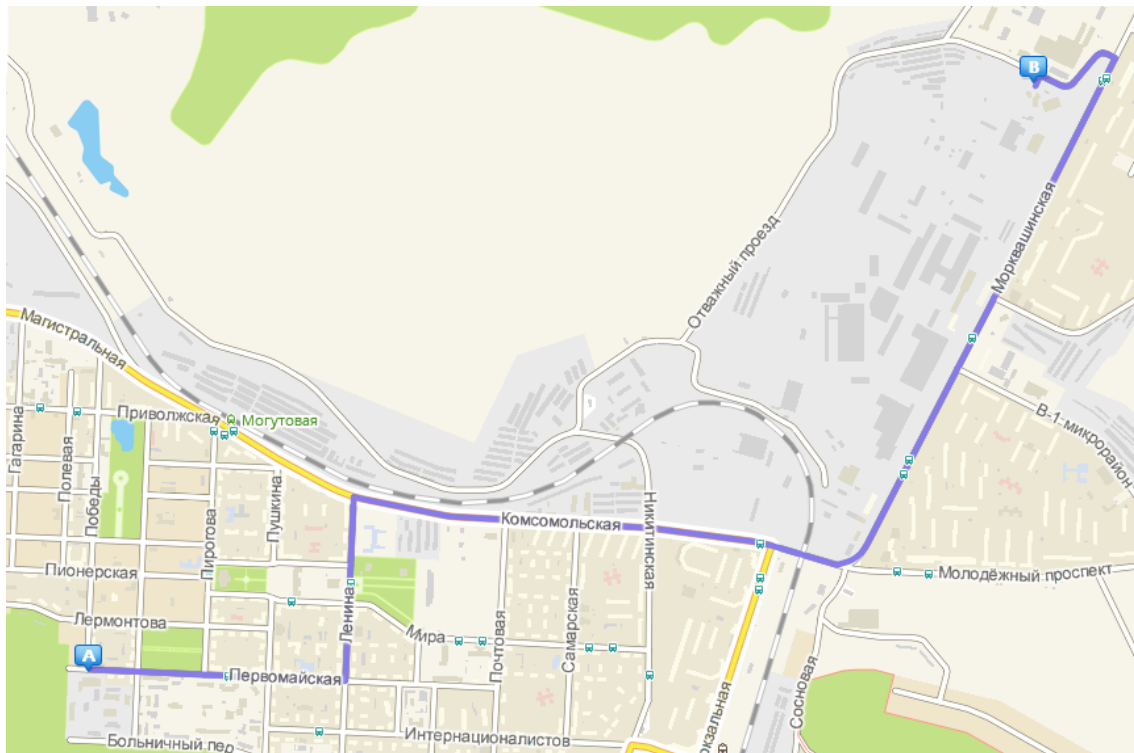 B
Отважный проезд
Морквашинская
Магистральная
Приволжская
Могутовая
Гагарина
Полевая
Победы
Пирогова
Пушкина
В-1-микрорайон
Комсомольская
Никитинская
Пионерская
Молодёжный проспект
Лермонтова
Ленина
Мира
Почтовая
Самарская
A
Первомайская
Сосновая
окзальная
Интернационалистов
Больничный пер